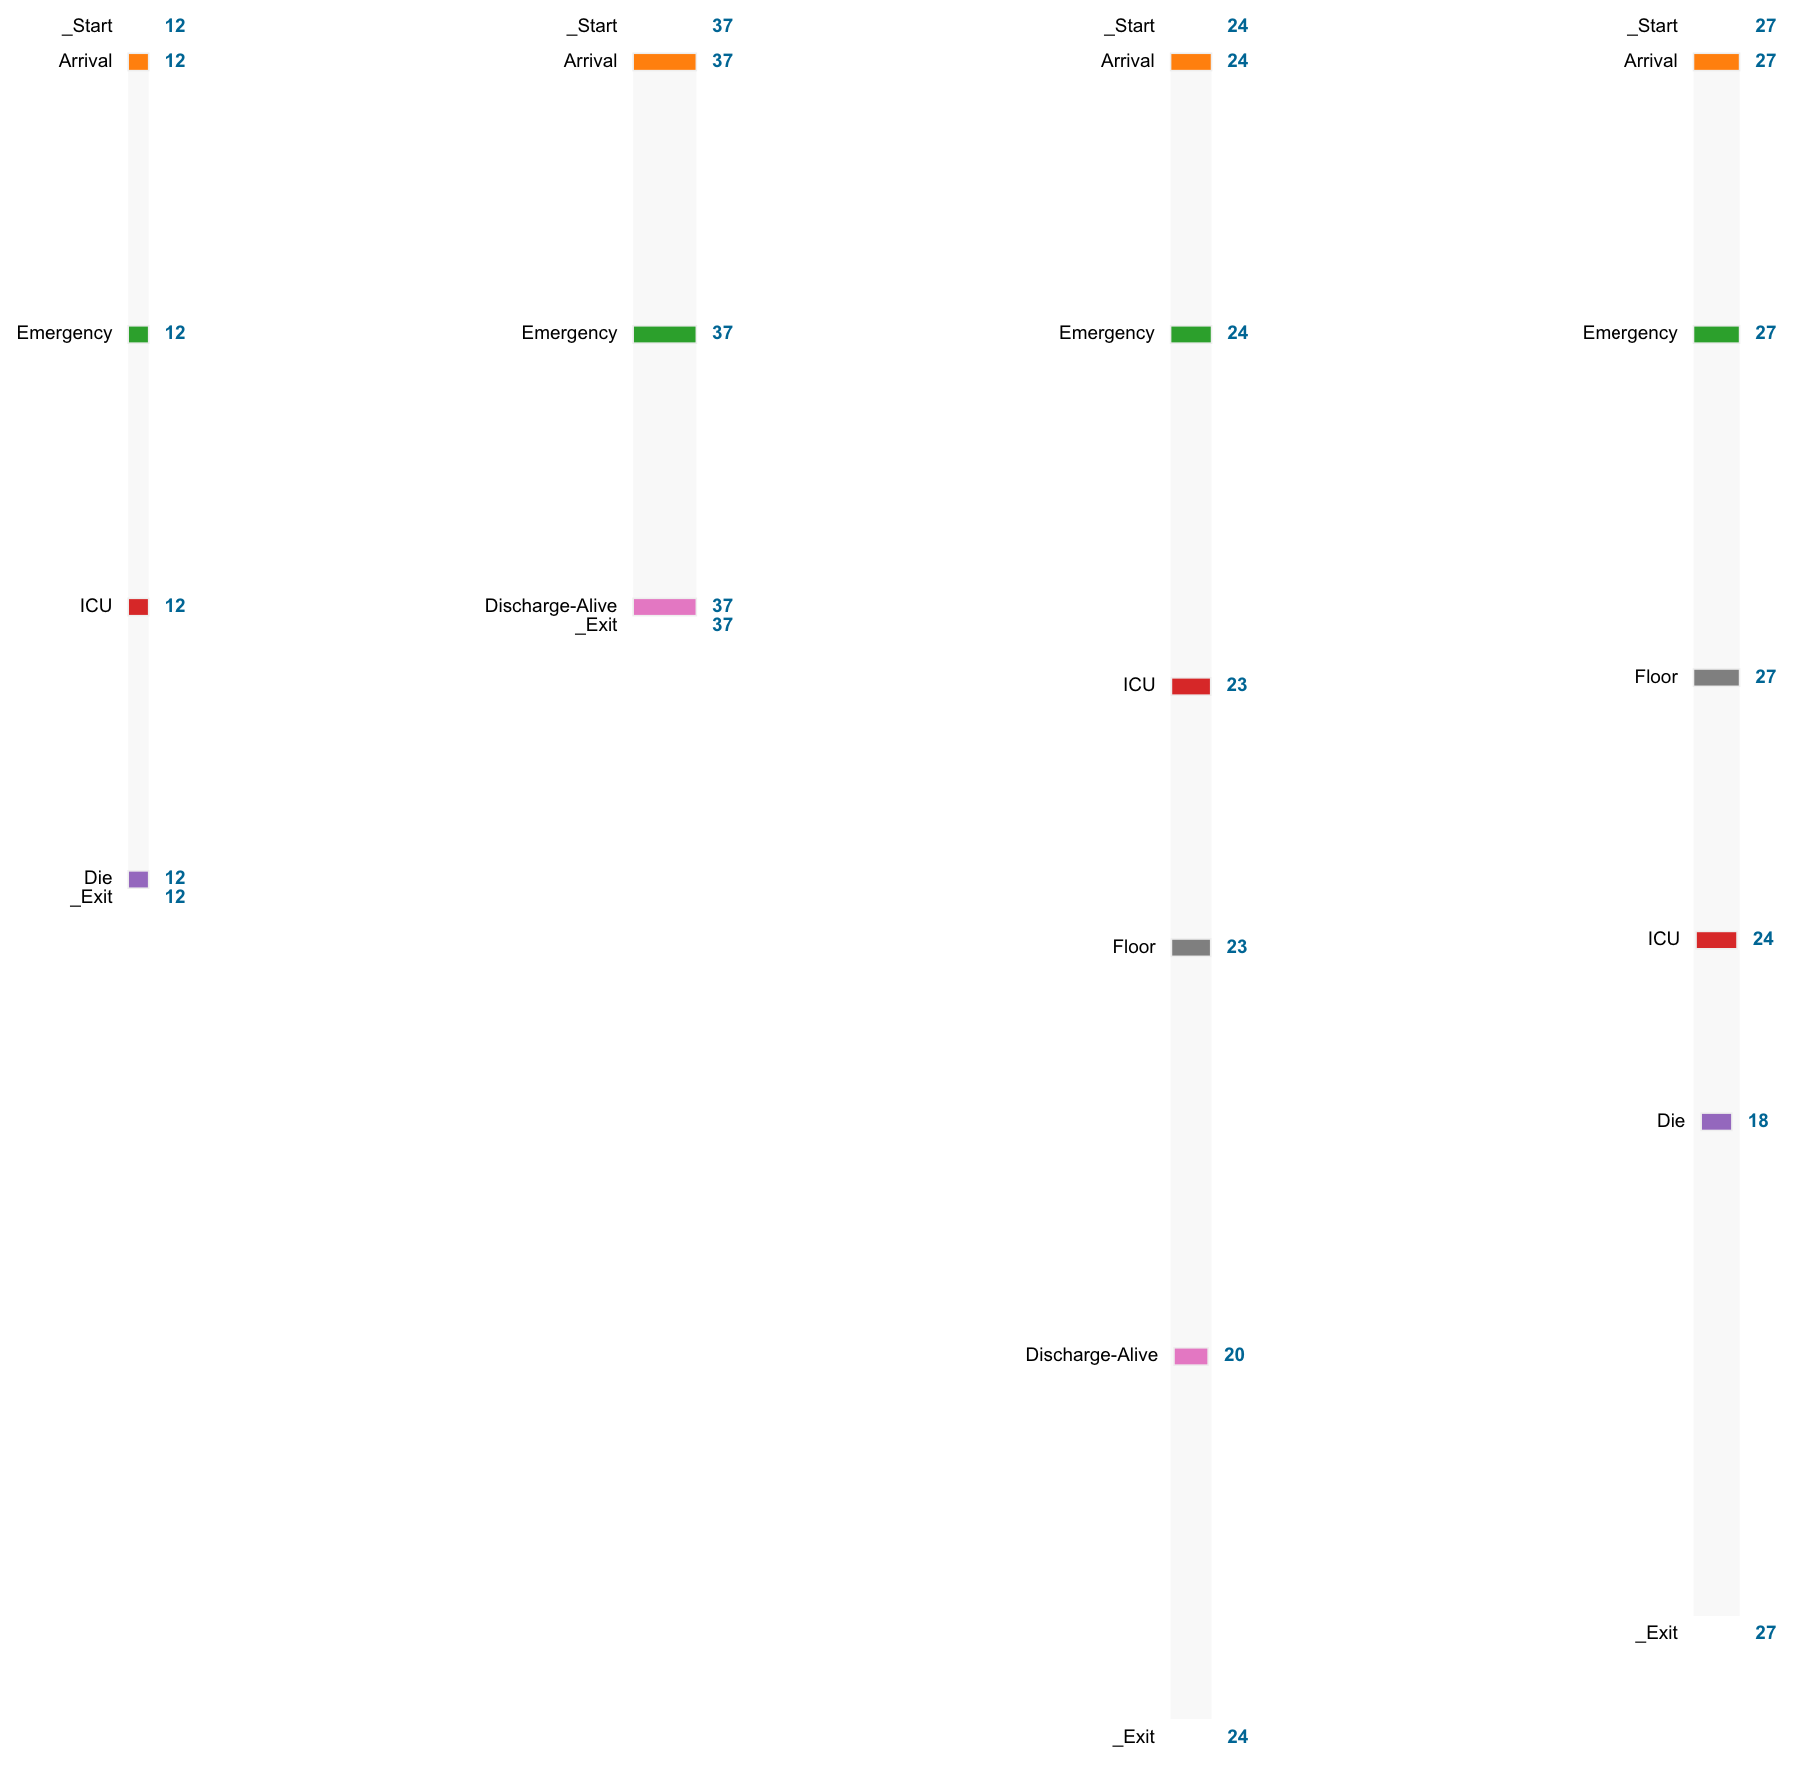 _Start 12
Arrival 12
Emergency 12
ICU 12
Die 12
_Exit 12
_Start 37
Arrival 37
Emergency 37
Discharge-Alive 37
_Exit 37
_Start 24
Arrival 24
Emergency 24
ICU 23
Floor 23
Discharge-Alive 20
_Exit 24
_Start 27
Arrival 27
Emergency 27
Floor 27
ICU 24
Die 18
_Exit 27